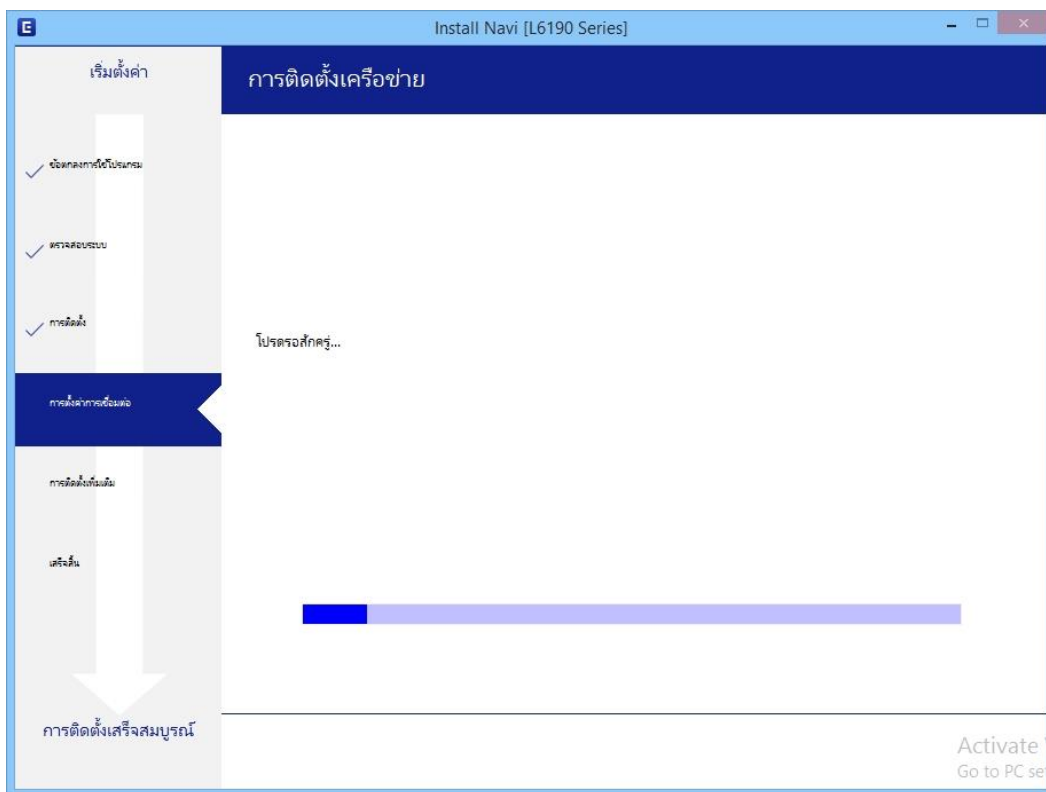 E
Install Navi [L6190 Series]
เริ่มตั้งค่า
การติดตั้งเครือข่าย
ข้อตกลงการใช้โปรแกรม
ตรวจสอบระบบ
การติดตั้ง
โปรดรอสักครู่...
การตั้งค่าการเชื่อมต่อ
การติดตั้งเพิ่มเติม
เสร็จสิ้น
การติดตั้งเสร็จสมบูรณ์
Activate
Go to PC se